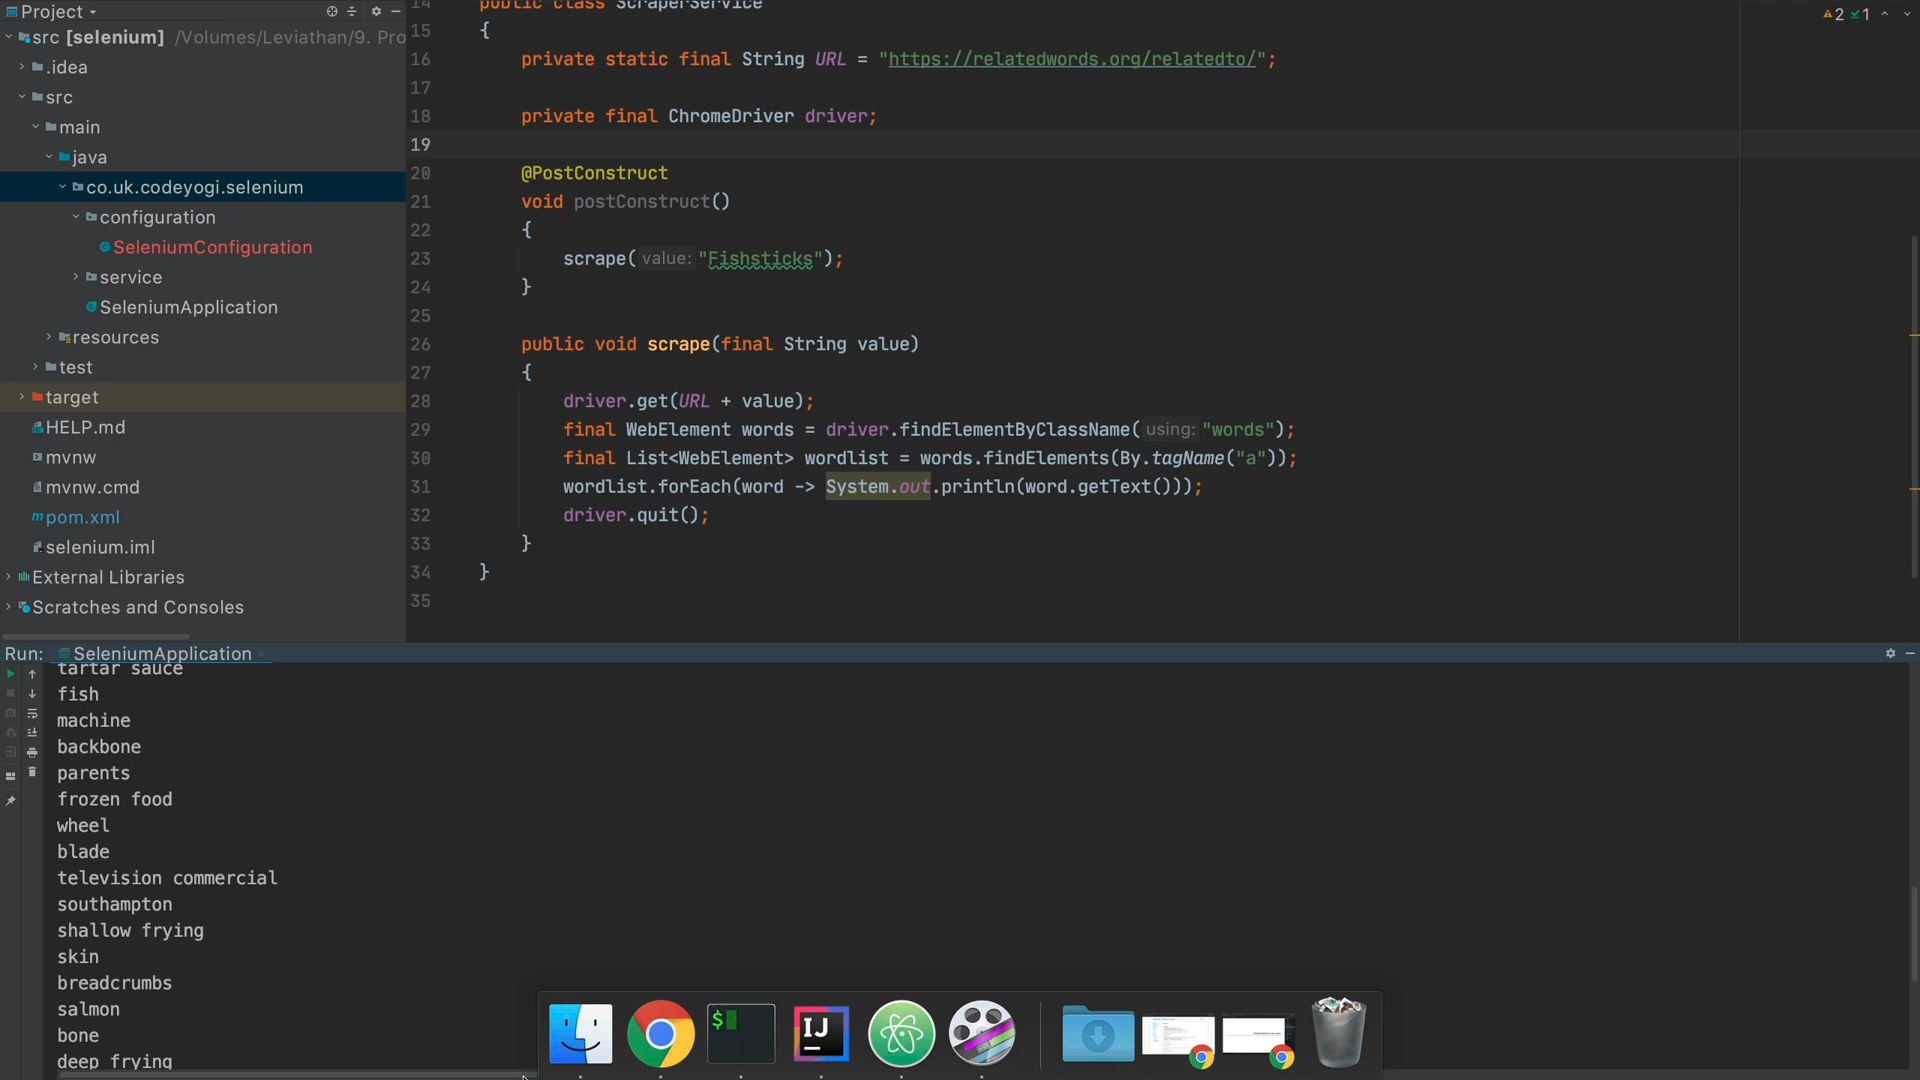 Project
src [selenium] /Volumes/Leviathan/9. Pro
.idea
src
main
java
co.uk.codeyogi.selenium
configuration
SeleniumConfiguration
service
SeleniumApplication
resources
test
target
HELP.md
mvnw
mvnw.cmd
pom.xml
selenium.iml
External Libraries
Scratches and Consoles
2 1
14 public class ScraperService
15 {
16 private static final String URL = "https://relatedwords.org/relatedto/";
17
18 private final ChromeDriver driver;
19
20 @PostConstruct
21 void postConstruct()
22 {
23 scrape( value: "Fishsticks");
24 }
25
26 public void scrape(final String value)
27 {
28 driver.get(URL + value);
29 final WebElement words = driver.findElementByClassName( using: "words");
30 final List<WebElement> wordlist = words.findElements(By.tagName("a"));
31 wordlist.forEach(word -> System.out.println(word.getText()));
32 driver.quit();
33 }
34 }
35
Run: SeleniumApplication
tartar sauce
fish
machine
backbone
parents
frozen food
wheel
blade
television commercial
southampton
shallow frying
skin
breadcrumbs
salmon
bone
deep frying
$
IJ